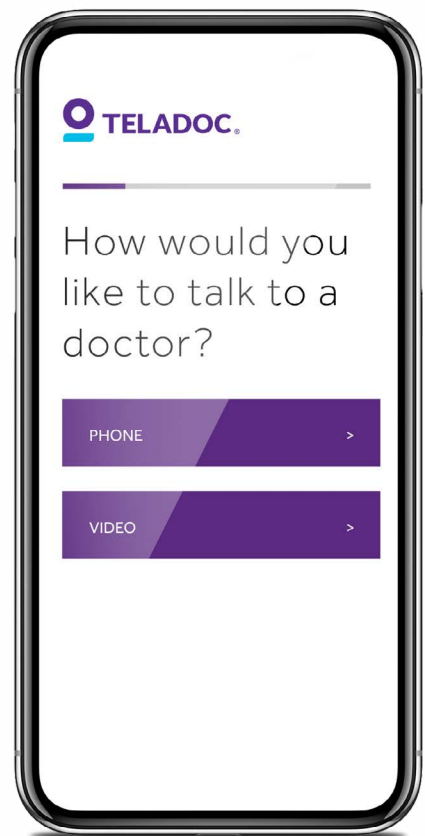 TELADOC®
How would you
like to talk to a
doctor?
PHONE >
VIDEO >